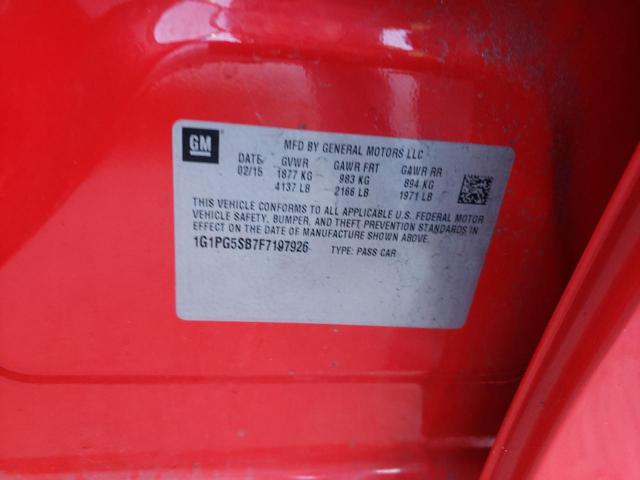 GM
MFD BY GENERAL MOTORS LLC
DATE GVWR GAWR FRT GAWR RR
02/15 1877 KG 983 KG 894 KG
4137 LB 2166 LB 1971 LB
THIS VEHICLE CONFORMS TO ALL APPLICABLE U.S. FEDERAL MOTOR
VEHICLE SAFETY, BUMPER, AND THEFT PREVENTION STANDARDS IN
EFFECT ON THE DATE OF MANUFACTURE SHOWN ABOVE.
1G1PG5SB7F7197926 TYPE: PASS CAR